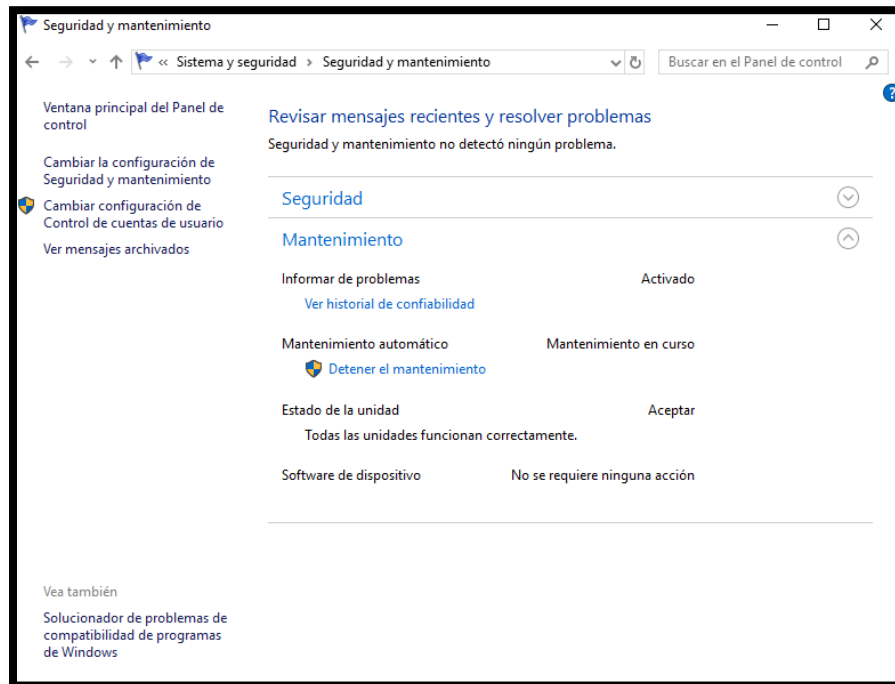 Seguridad y mantenimiento
« Sistema y seguridad › Seguridad y mantenimiento
Buscar en el Panel de control
?
Ventana principal del Panel de
control
Cambiar la configuración de
Seguridad y mantenimiento
Cambiar configuración de
Control de cuentas de usuario
Ver mensajes archivados
Revisar mensajes recientes y resolver problemas
Seguridad y mantenimiento no detectó ningún problema.
Seguridad
Mantenimiento
Informar de problemas Activado
Ver historial de confiabilidad
Mantenimiento automático Mantenimiento en curso
Detener el mantenimiento
Estado de la unidad Aceptar
Todas las unidades funcionan correctamente.
Software de dispositivo No se requiere ninguna acción
Vea también
Solucionador de problemas de
compatibilidad de programas
de Windows